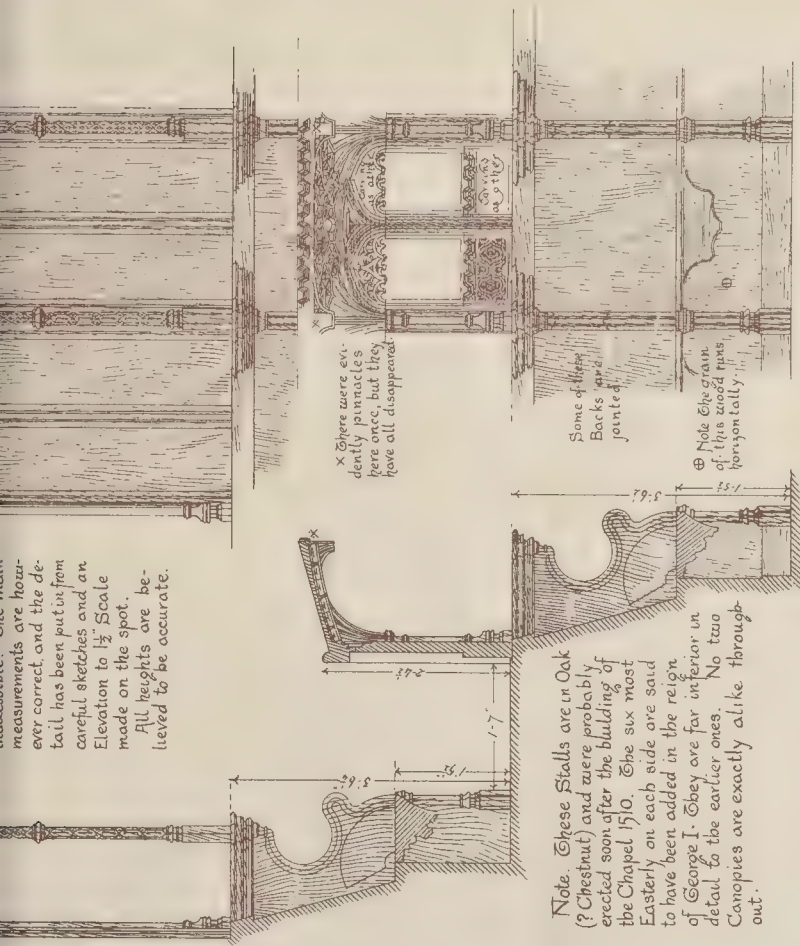 measurements are how-
ever correct, and the de-
tail has been put in from
careful sketches and an
Elevation to 1½" Scale
made on the spot.
All heights are be-
lieved to be accurate.
× There were evi-
dently pinnacles
here once, but they
have all disappeared
Carving
as other
Some of these
Backs are
jointed.
⊕ Note the grain
of this wood runs
horizontally.
⊕
×
×
1'-7"
Note. These Stalls are in Oak
(? Chestnut) and were probably
erected soon after the building of
the Chapel 1510. The six most
Easterly on each side are said
to have been added in the reign
of George I. They are far inferior in
detail to the earlier ones. No two
Canopies are exactly alike through-
out.